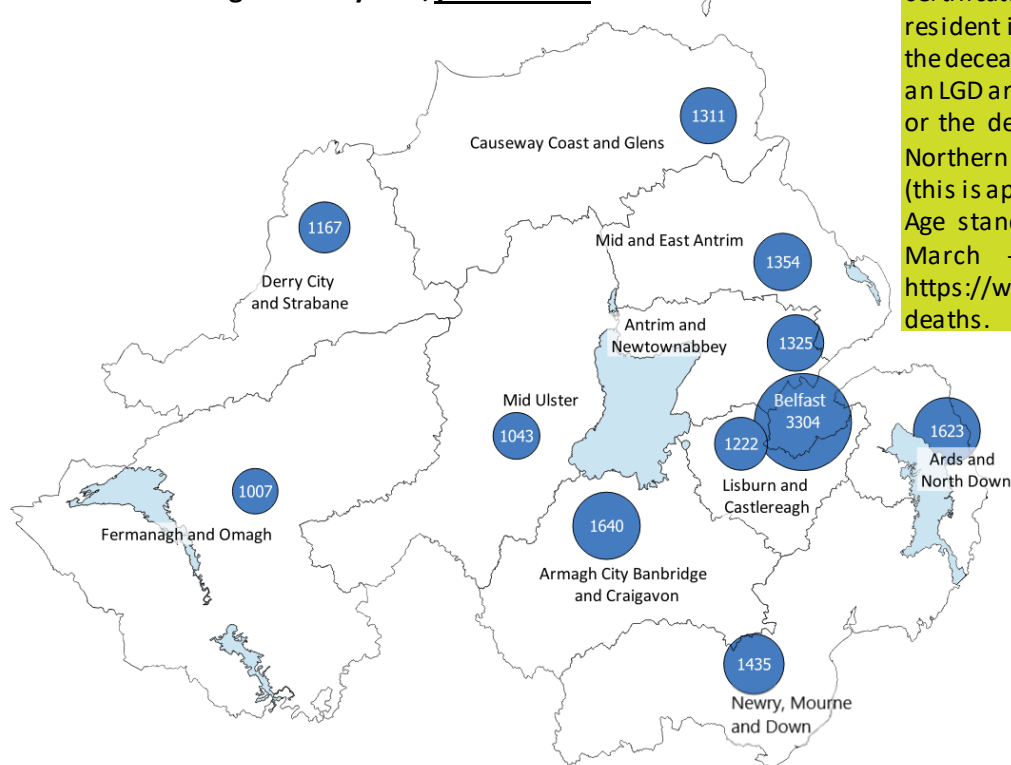 resident i
the decea
an LGD ar
or the de
Northern
(this is ap
Age stand
March -
https://w
deaths.
1311
Causeway Coast and Glens
1167
Derry City
and Strabane
Mid and East Antrim
1354
Antrim and
Newtownabbey
1325
Mid Ulster
1043
Belfast
3304
1222
Lisburn and
Castlereagh
1623
Ards and
North Down
1007
Fermanagh and Omagh
1640
Armagh City Banbridge
and Craigavon
1435
Newry, Mourne
and Down